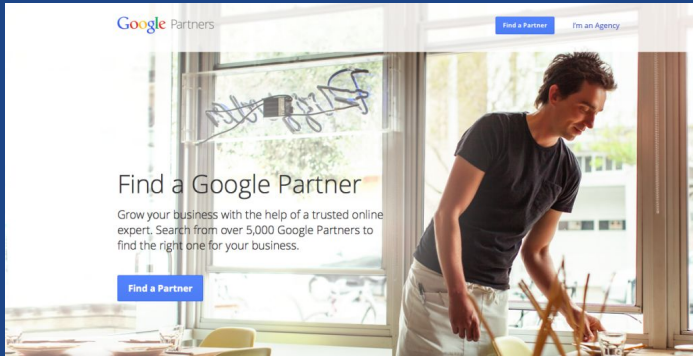 Google Partners
Find a Partner
I'm an Agency
Find a Google Partner
Grow your business with the help of a trusted online
expert. Search from over 5,000 Google Partners to
find the right one for your business.
Find a Partner